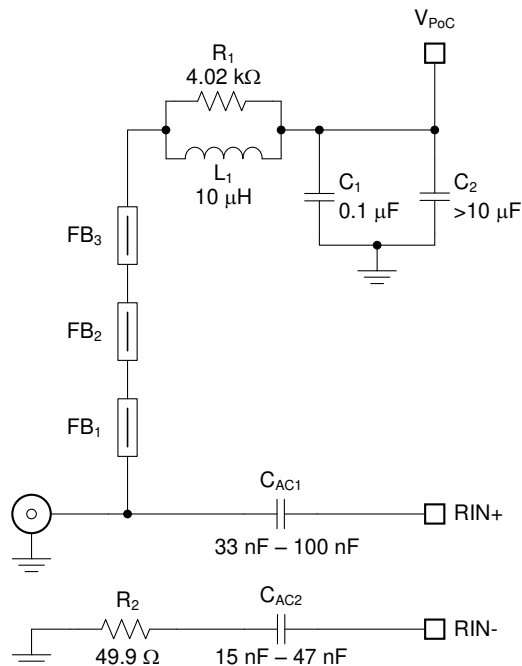 V_PoC
R1
4.02 kΩ
L1
10 μH
C1
0.1 μF
C2
>10 μF
FB3
FB2
FB1
CAC1
33 nF – 100 nF
RIN+
R2
49.9 Ω
CAC2
15 nF – 47 nF
RIN-